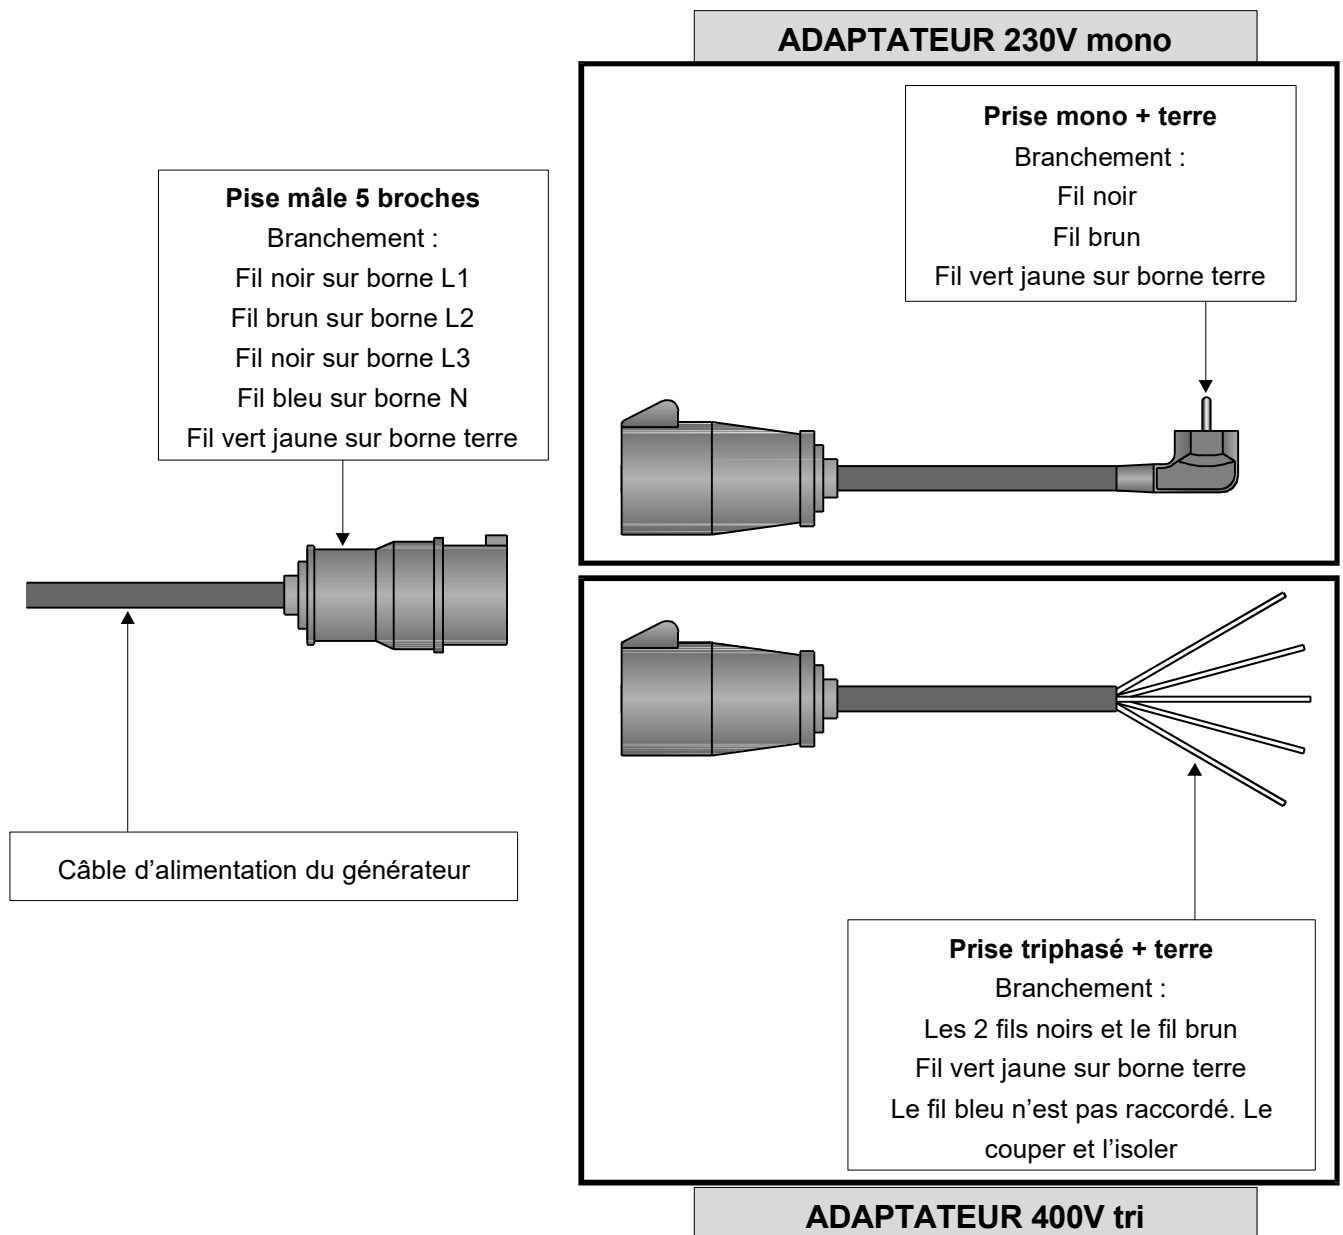 ADAPTATEUR 230V mono
Prise mono + terre
Branchement :
Fil noir
Fil brun
Fil vert jaune sur borne terre
Pise mâle 5 broches
Branchement :
Fil noir sur borne L1
Fil brun sur borne L2
Fil noir sur borne L3
Fil bleu sur borne N
Fil vert jaune sur borne terre
Câble d’alimentation du générateur
Prise triphasé + terre
Branchement :
Les 2 fils noirs et le fil brun
Fil vert jaune sur borne terre
Le fil bleu n’est pas raccordé. Le
couper et l’isoler
ADAPTATEUR 400V tri